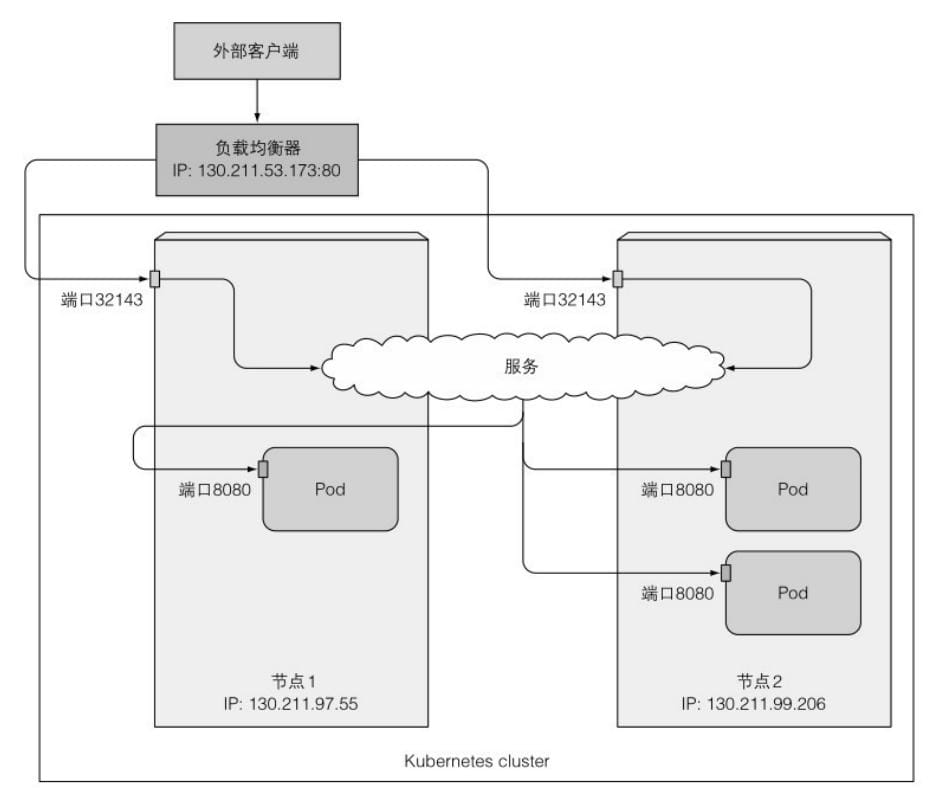 外部客户端
负载均衡器
IP: 130.211.53.173:80
端口32143
端口32143
服务
端口8080
Pod
端口8080
Pod
端口8080
Pod
节点1
IP: 130.211.97.55
节点2
IP: 130.211.99.206
Kubernetes cluster